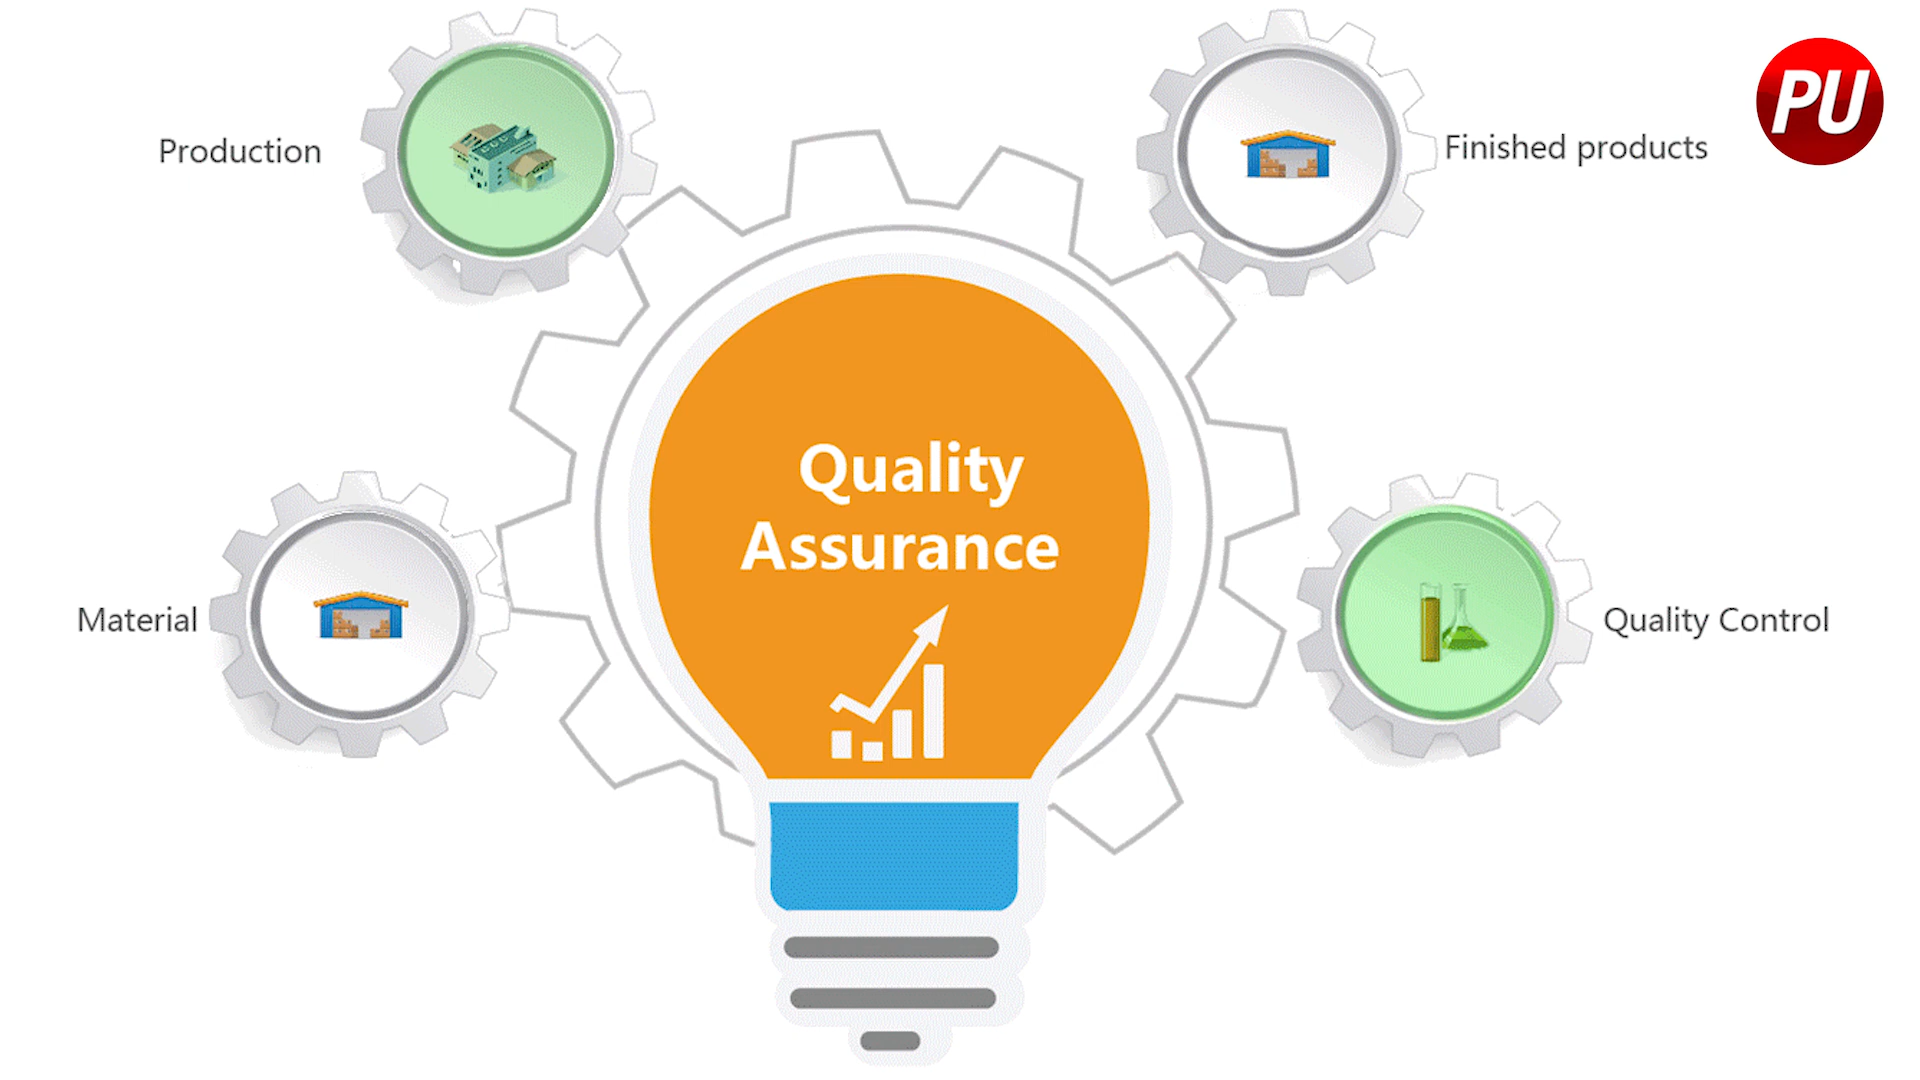 PU
Production
Finished products
Quality
Assurance
Material
Quality Control